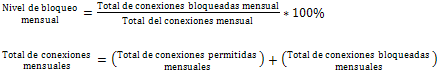 Nivel de bloqueo mensual = Total de conexiones bloqueadas mensual / Total del conexiones mensual * 100%
Total de conexiones mensuales = (Total de conexiones permitidas mensuales) + (Total de conexiones bloqueadas mensuales)